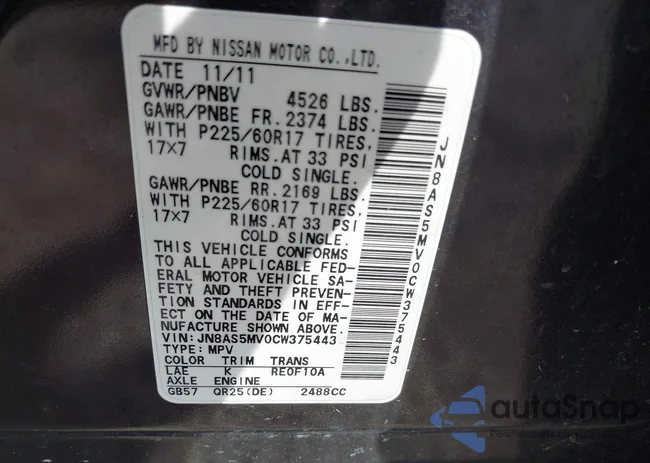 MFD BY NISSAN MOTOR CO.,LTD.
DATE 11/11
GVWR/PNBV 4526 LBS.
GAWR/PNBE FR. 2374 LBS.
WITH P225/60R17 TIRES,
17×7 RIMS.AT 33 PSI
COLD SINGLE.
GAWR/PNBE RR. 2169 LBS.
WITH P225/60R17 TIRES,
17×7 RIMS.AT 33 PSI
COLD SINGLE.
THIS VEHICLE CONFORMS
TO ALL APPLICABLE FED-
ERAL MOTOR VEHICLE SA-
FETY AND THEFT PREVEN-
TION STANDARDS IN EFF-
ECT ON THE DATE OF MA-
NUFACTURE SHOWN ABOVE.
VIN: JN8AS5MV0CW375443
TYPE: MPV
COLOR TRIM TRANS
LAE K RE0F10A
AXLE ENGINE
GB57 QR25(DE) 2488CC
JN8AS5MV0CW375443
autoSnap